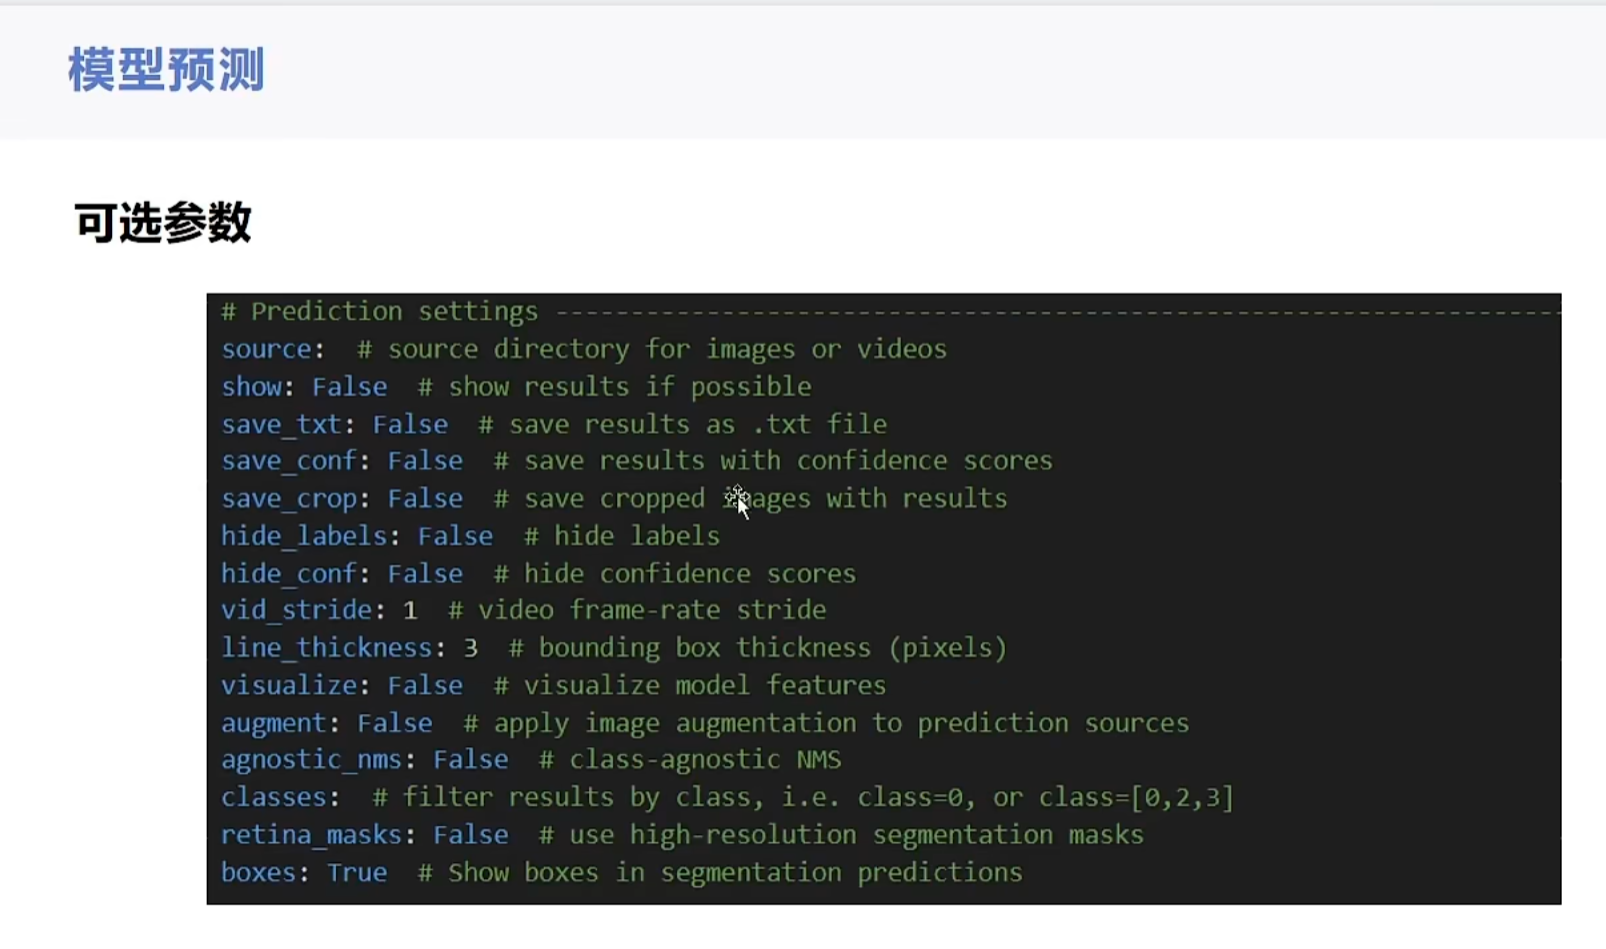 模型预测
可选参数
# Prediction settings -------------------------------------------------------------------
source:  # source directory for images or videos
show: False  # show results if possible
save_txt: False  # save results as .txt file
save_conf: False  # save results with confidence scores
save_crop: False  # save cropped images with results
hide_labels: False  # hide labels
hide_conf: False  # hide confidence scores
vid_stride: 1  # video frame-rate stride
line_thickness: 3  # bounding box thickness (pixels)
visualize: False  # visualize model features
augment: False  # apply image augmentation to prediction sources
agnostic_nms: False  # class-agnostic NMS
classes:  # filter results by class, i.e. class=0, or class=[0,2,3]
retina_masks: False  # use high-resolution segmentation masks
boxes: True  # Show boxes in segmentation predictions